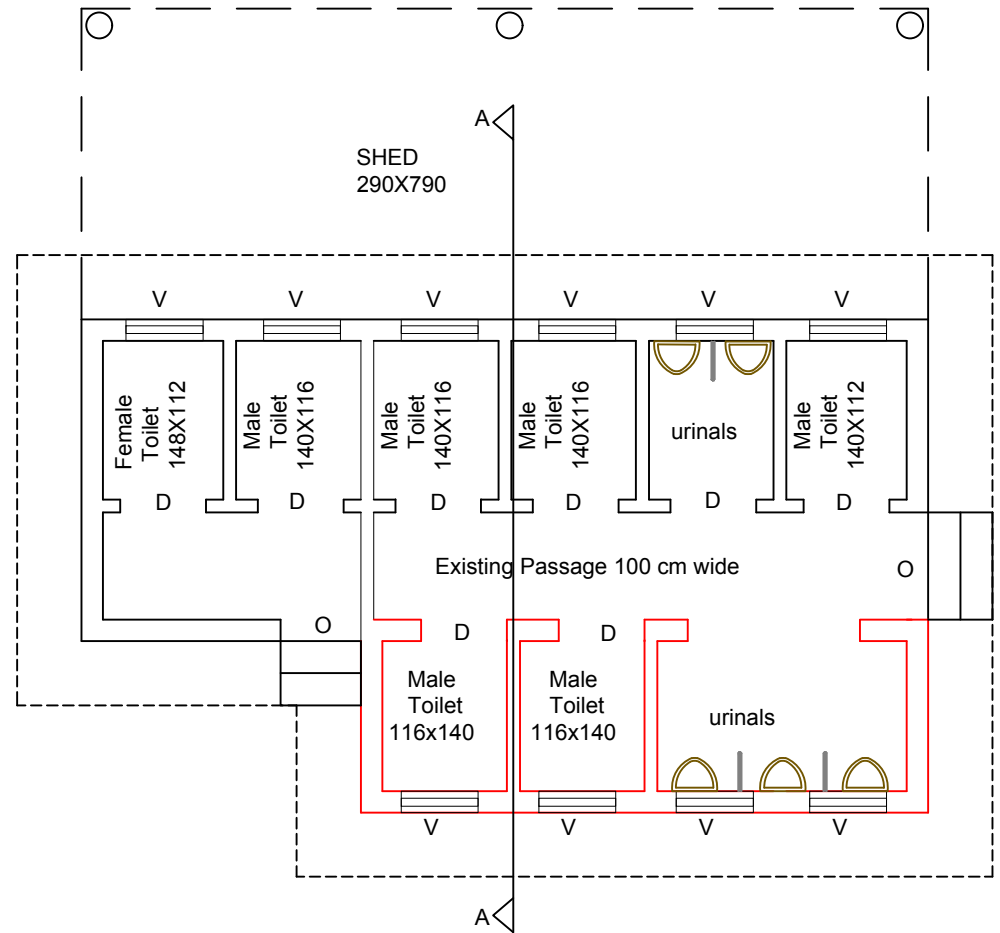 A
SHED
290X790
V
V
V
V
V
V
Female
Toilet
148X112
Male
Toilet
140X116
Male
Toilet
140X116
Male
Toilet
140X116
urinals
Male
Toilet
140X112
D
D
D
D
D
D
Existing Passage 100 cm wide
O
O
D
D
Male
Toilet
116x140
Male
Toilet
116x140
urinals
V
V
V
V
A